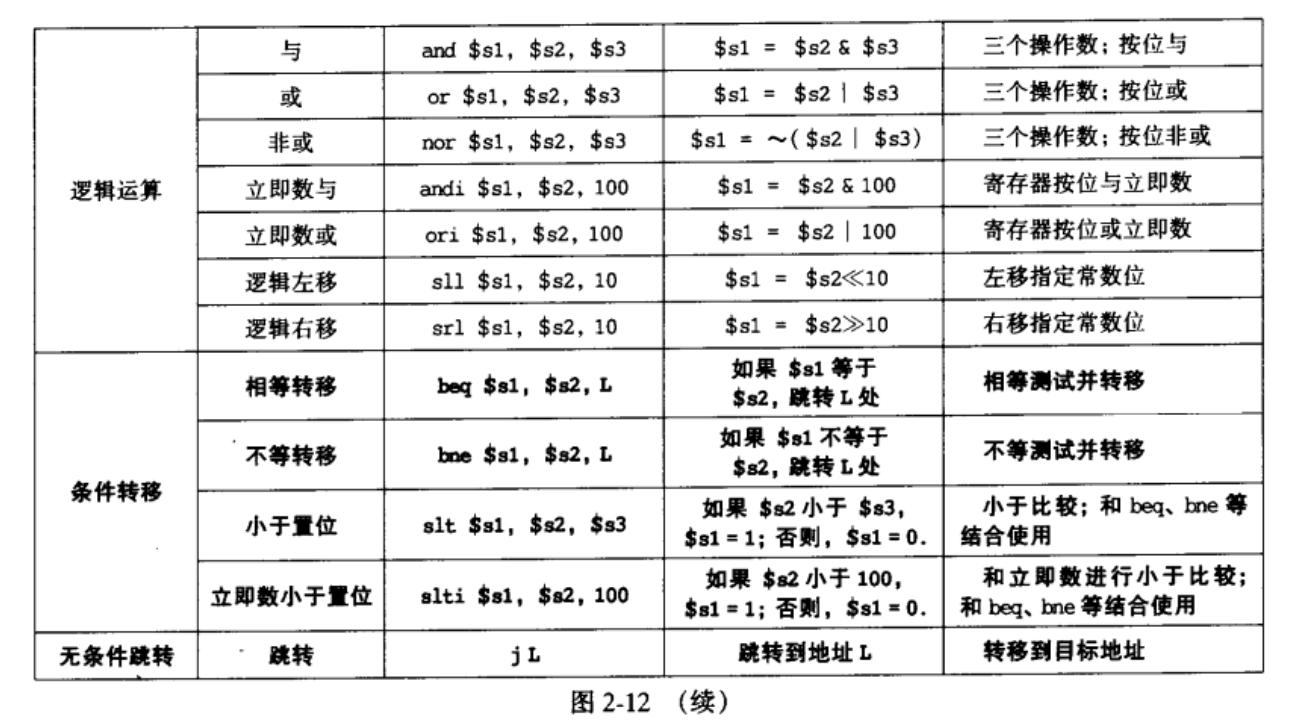 逻辑运算
与 and $s1, $s2, $s3 $s1 = $s2 & $s3 三个操作数；按位与
或 or $s1, $s2, $s3 $s1 = $s2 | $s3 三个操作数；按位或
非或 nor $s1, $s2, $s3 $s1 = ~( $s2 | $s3) 三个操作数；按位非或
立即数与 andi $s1, $s2, 100 $s1 = $s2 & 100 寄存器按位与立即数
立即数或 ori $s1, $s2, 100 $s1 = $s2 | 100 寄存器按位或立即数
逻辑左移 sll $s1, $s2, 10 $s1 = $s2≪10 左移指定常数位
逻辑右移 srl $s1, $s2, 10 $s1 = $s2≫10 右移指定常数位
条件转移
相等转移 beq $s1, $s2, L 如果 $s1 等于
$s2, 跳转 L 处 相等测试并转移
不等转移 bne $s1, $s2, L 如果 $s1 不等于
$s2, 跳转 L 处 不等测试并转移
小于置位 slt $s1, $s2, $s3 如果 $s2 小于 $s3,
$s1 = 1; 否则, $s1 = 0. 小于比较；和 beq、bne 等
结合使用
立即数小于置位 slti $s1, $s2, 100 如果 $s2 小于 100,
$s1 = 1; 否则, $s1 = 0. 和立即数进行小于比较；
和 beq、bne 等结合使用
无条件跳转 跳转 j L 跳转到地址 L 转移到目标地址
图 2-12 （续）